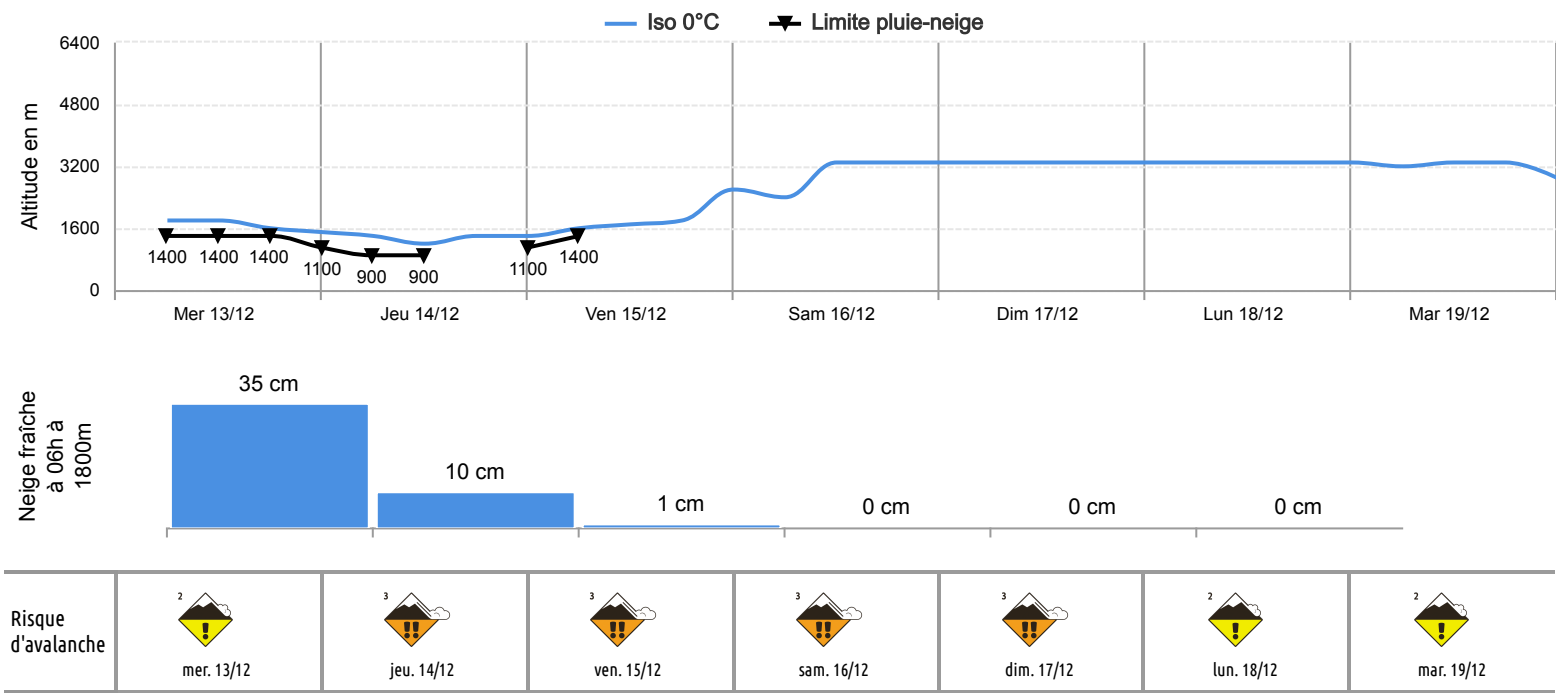 Iso 0°C Limite pluie-neige
Altitude en m
6400
4800
3200
1600
0
1400 1400 1400 1100 900 900 1100 1400
Mer 13/12 Jeu 14/12 Ven 15/12 Sam 16/12 Dim 17/12 Lun 18/12 Mar 19/12
Neige fraîche
à 06h à
1800m
35 cm 10 cm 1 cm 0 cm 0 cm 0 cm
Risque
d'avalanche
2 3 3 3 3 2 2
! !! !! !! !! ! !
mer. 13/12 jeu. 14/12 ven. 15/12 sam. 16/12 dim. 17/12 lun. 18/12 mar. 19/12